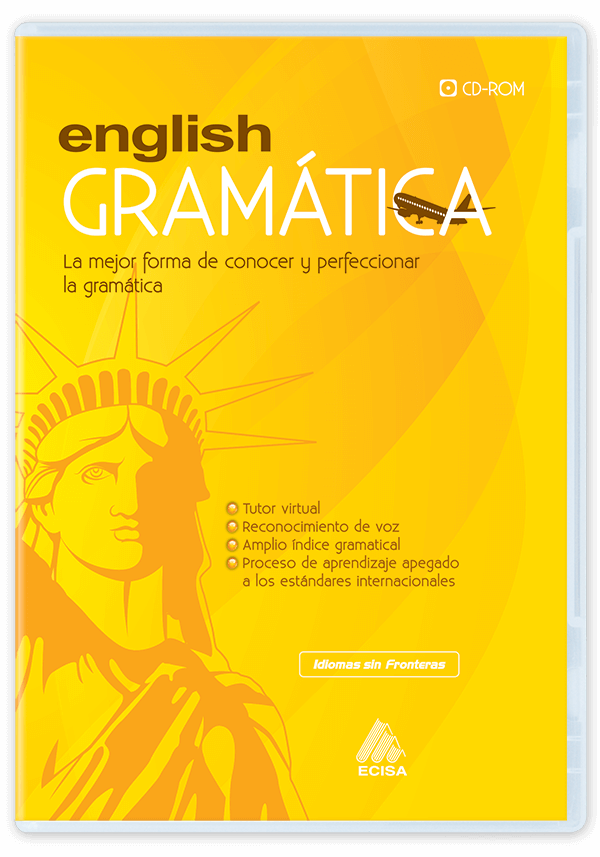 CD-ROM
english
GRAMÁTICA
La mejor forma de conocer y perfeccionar
la gramática
Tutor virtual
Reconocimiento de voz
Amplio índice gramatical
Proceso de aprendizaje apegado
a los estándares internacionales
Idiomas sin Fronteras
ECISA